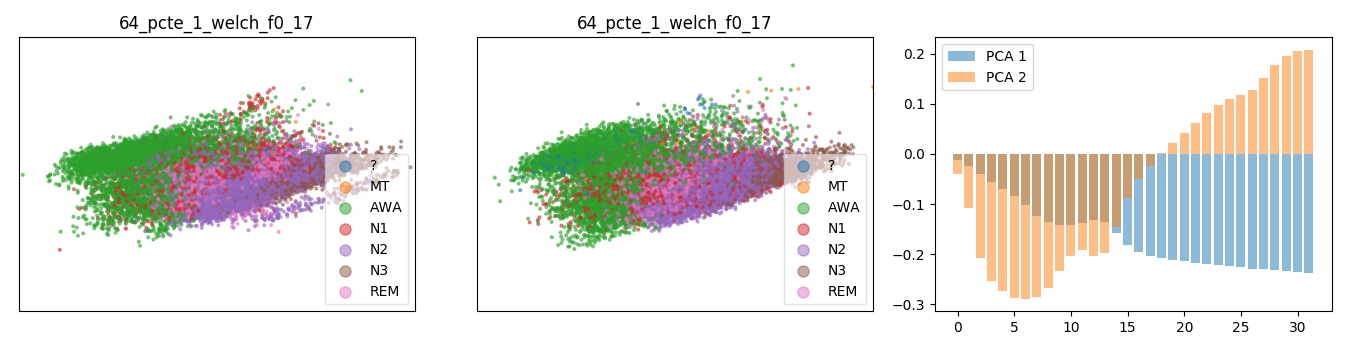 64_pcte_1_welch_f0_17
?
MT
AWA
N1
N2
N3
REM
64_pcte_1_welch_f0_17
?
MT
AWA
N1
N2
N3
REM
PCA 1
PCA 2
0.2
0.1
0.0
−0.1
−0.2
−0.3
0
5
10
15
20
25
30